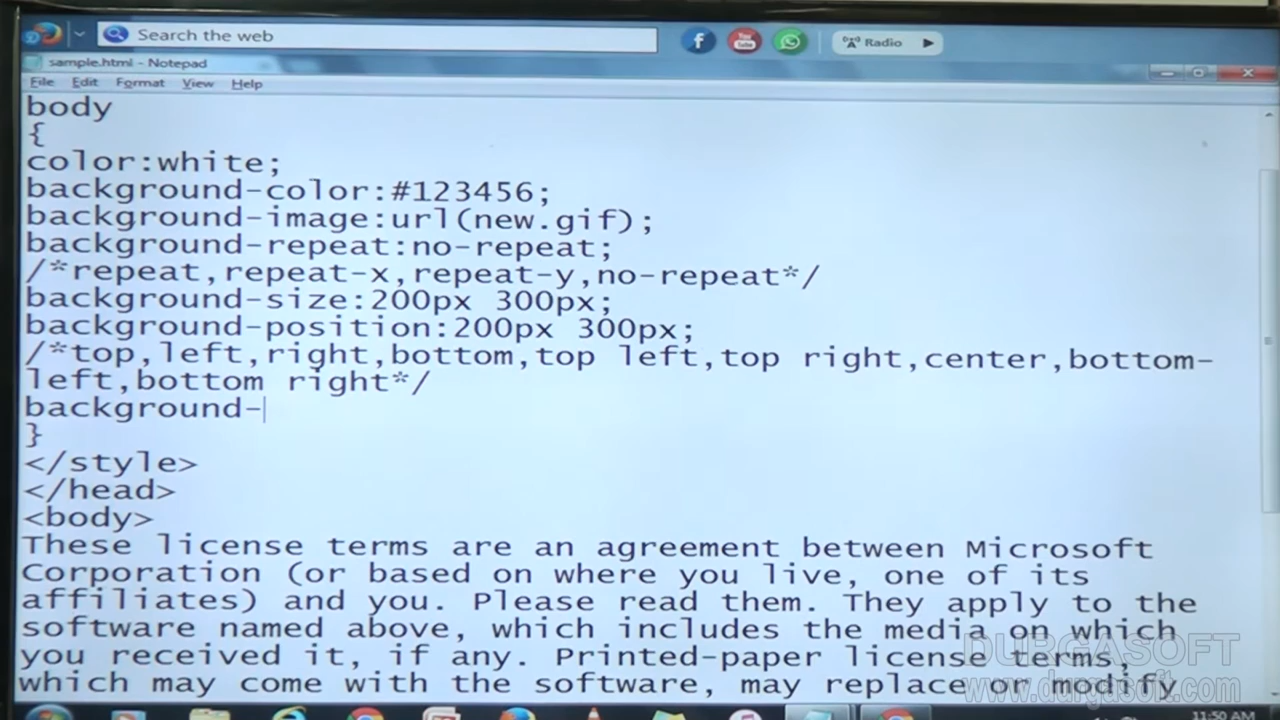 Search the web
f
You Tube
Radio
sample.html - Notepad
File Edit Format View Help
body
{
color:white;
background-color:#123456;
background-image:url(new.gif);
background-repeat:no-repeat;
/*repeat,repeat-x,repeat-y,no-repeat*/
background-size:200px 300px;
background-position:200px 300px;
/*top,left,right,bottom,top left,top right,center,bottom-
left,bottom right*/
background-
}
</style>
</head>
<body>
These license terms are an agreement between Microsoft
Corporation (or based on where you live, one of its
affiliates) and you. Please read them. They apply to the
software named above, which includes the media on which
you received it, if any. Printed-paper license terms,
which may come with the software, may replace or modify
DURGASOFT
www.durgasoft.com
11:50 AM